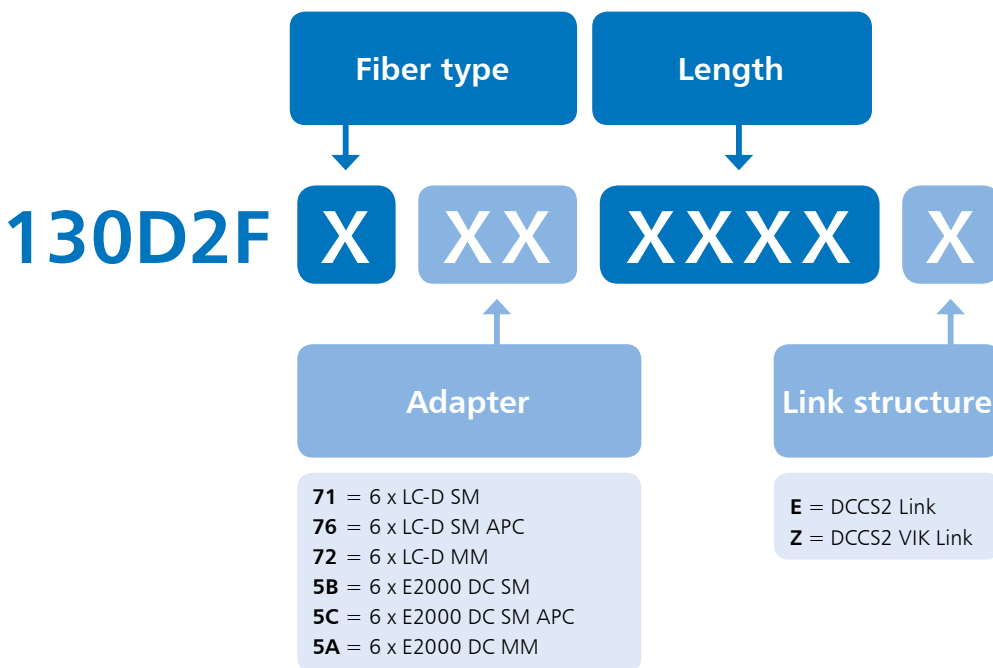 Fiber type
Length
130D2F X XX XXXX X
Adapter
Link structure
71 = 6 x LC-D SM
76 = 6 x LC-D SM APC
72 = 6 x LC-D MM
5B = 6 x E2000 DC SM
5C = 6 x E2000 DC SM APC
5A = 6 x E2000 DC MM
E = DCCS2 Link
Z = DCCS2 VIK Link